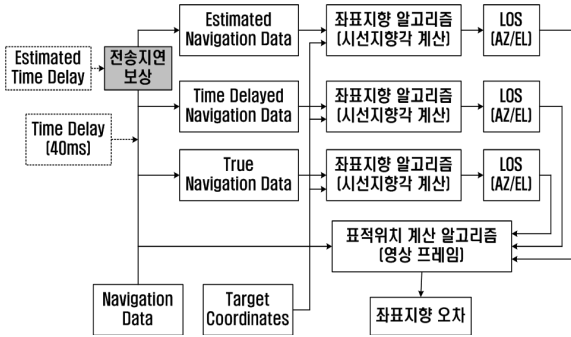 Estimated
Navigation Data
좌표지향 알고리즘
(시선지향각 계산)
LOS
(AZ/EL)
Estimated
Time Delay
전송지연
보상
Time Delayed
Navigation Data
좌표지향 알고리즘
(시선지향각 계산)
LOS
(AZ/EL)
Time Delay
(40ms)
True
Navigation Data
좌표지향 알고리즘
(시선지향각 계산)
LOS
(AZ/EL)
표적위치 계산 알고리즘
(영상 프레임)
Navigation
Data
Target
Coordinates
좌표지향 오차